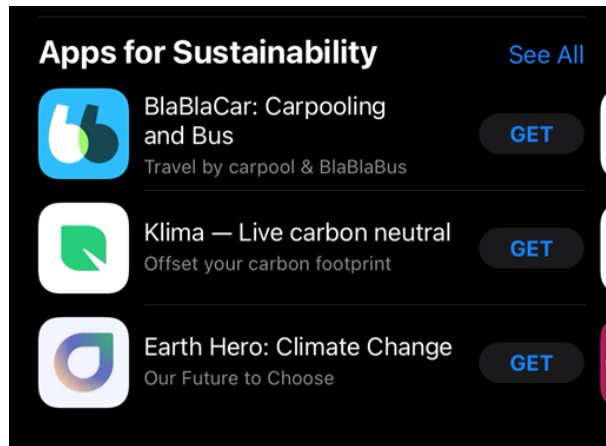 Apps for Sustainability
See All
BlaBlaCar: Carpooling
and Bus
Travel by carpool & BlaBlaBus
GET
Klima — Live carbon neutral
Offset your carbon footprint
GET
Earth Hero: Climate Change
Our Future to Choose
GET